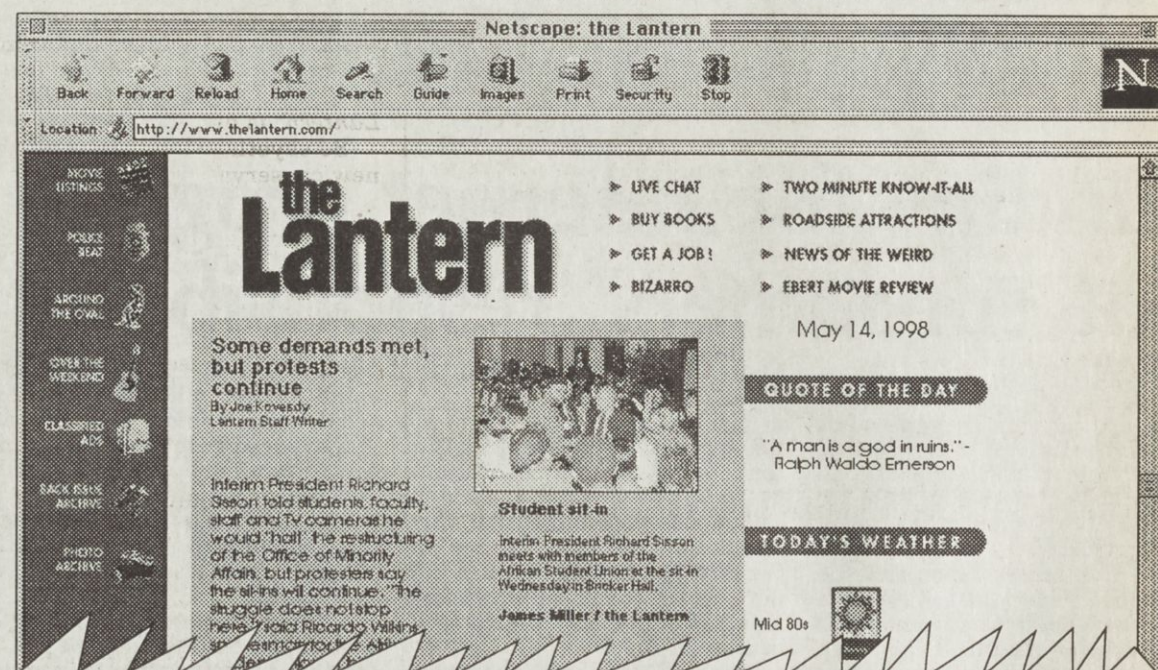 Netscape: the Lantern
Back Forward Reload Home Search Guide Images Print Security Stop
Location: http://www.thelantern.com/
N
MOVIE
LISTINGS
POLICE
BEAT
AROUND
THE OVAL
OVER THE
WEEKEND
CLASSIFIED
ADS
BACK ISSUE
ARCHIVE
PHOTO
ARCHIVE
the
Lantern
LIVE CHAT
BUY BOOKS
GET A JOB!
BIZARRO
TWO MINUTE KNOW-IT-ALL
ROADSIDE ATTRACTIONS
NEWS OF THE WEIRD
EBERT MOVIE REVIEW
May 14, 1998
Some demands met,
but protests
continue
By Joe Kovesdy
Lantern Staff Writer
Interim President Richard
Sisson told students, faculty,
staff and TV cameras he
would "halt" the restructuring
of the Office of Minority
Affairs, but protesters say
the sit-ins will continue. "The
struggle does not stop
here," said Ricardo Wilkins,
Student sit-in
Interim President Richard Sisson
meets with members of the
Afrikan Student Union at the sit-in
Wednesday in Bricker Hall.
James Miller / the Lantern
QUOTE OF THE DAY
"A man is a god in ruins." -
Ralph Waldo Emerson
TODAY'S WEATHER
Mid 80s